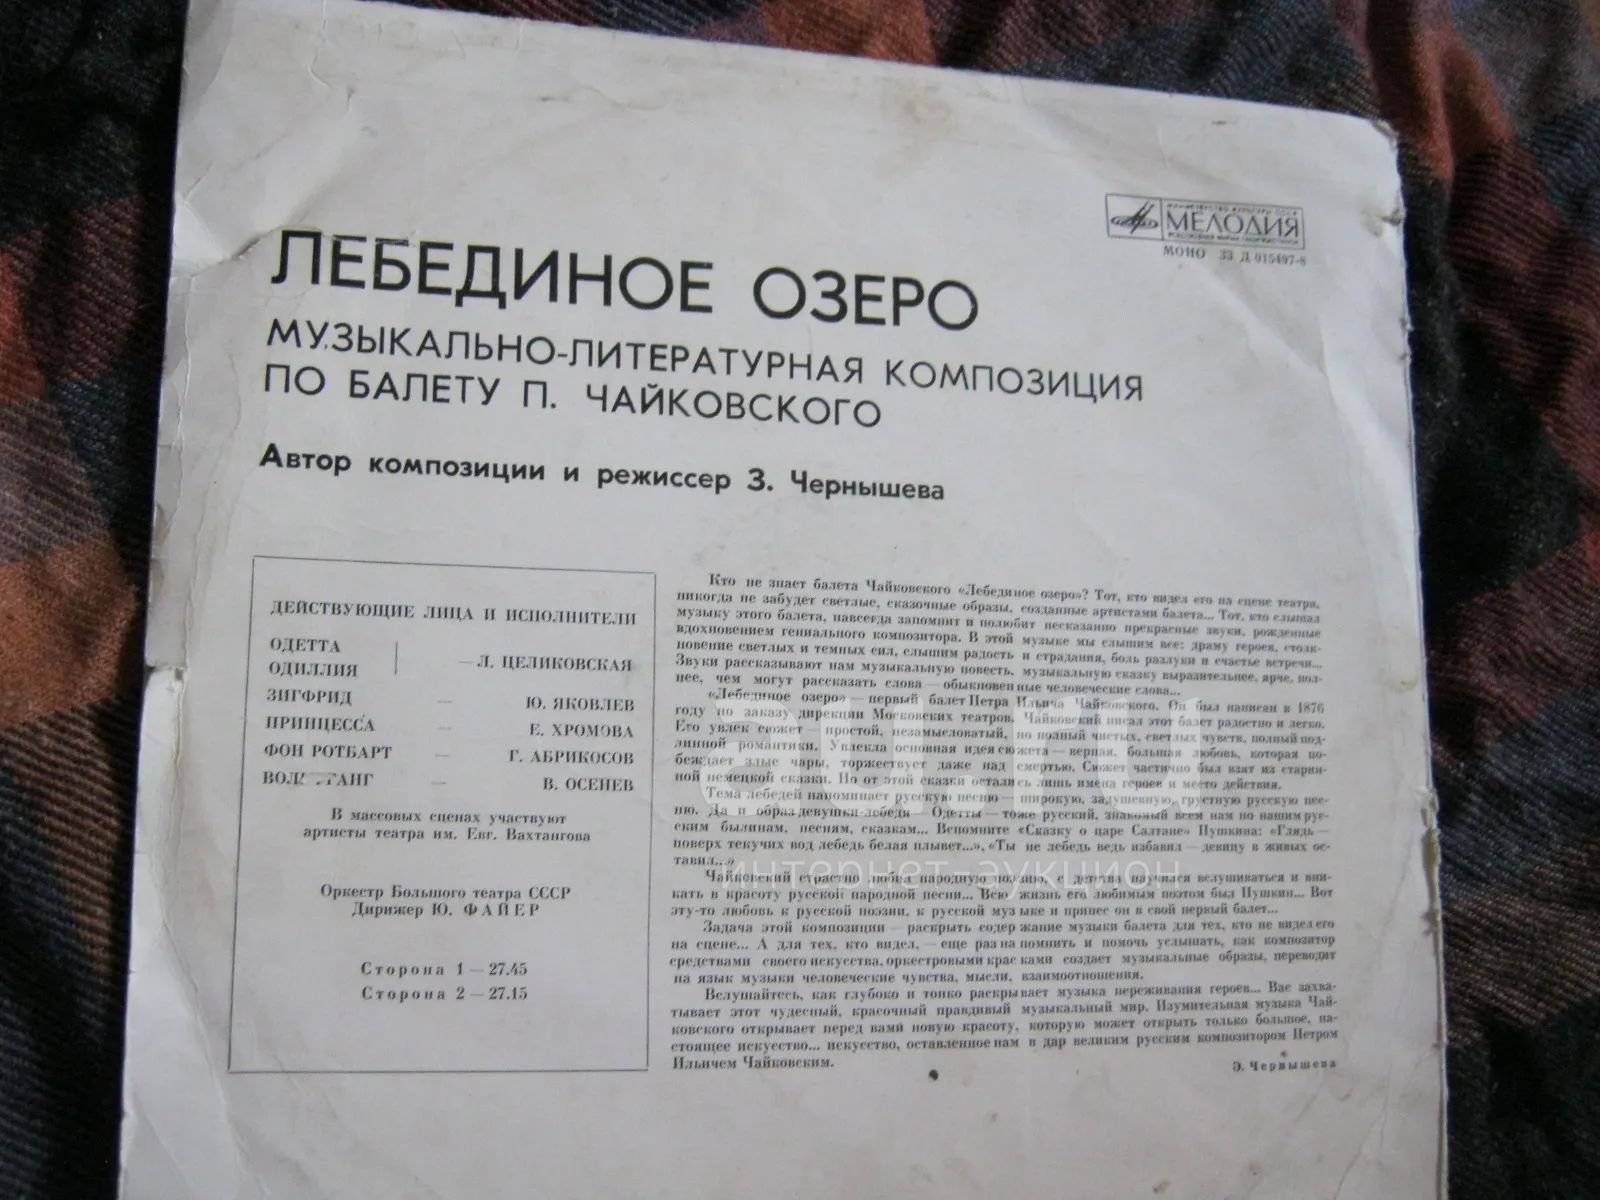 МИНИСТЕРСТВО КУЛЬТУРЫ СССР
МЕЛОДИЯ
ВСЕСОЮЗНАЯ ФИРМА ГРАМПЛАСТИНОК
МОНО 33 Д 015497-8
ЛЕБЕДИНОЕ ОЗЕРО
МУЗЫКАЛЬНО-ЛИТЕРАТУРНАЯ КОМПОЗИЦИЯ
ПО БАЛЕТУ П. ЧАЙКОВСКОГО
Автор композиции и режиссер З. Чернышева
ДЕЙСТВУЮЩИЕ ЛИЦА И ИСПОЛНИТЕЛИ
ОДЕТТА
ОДИЛЛИЯ — Л. ЦЕЛИКОВСКАЯ
ЗИГФРИД — Ю. ЯКОВЛЕВ
ПРИНЦЕССА — Е. ХРОМОВА
ФОН РОТБАРТ — Г. АБРИКОСОВ
— В. ОСЕНЕВ
В массовых сценах участвуют
артисты театра им. Евг. Вахтангова
Оркестр Большого театра СССР
Дирижер Ю. ФАЙЕР
Сторона 1 — 27.45
Сторона 2 — 27.15
Кто не знает балета Чайковского «Лебединое озеро»? Тот, кто видел его на сцене театра,
никогда не забудет светлые, сказочные образы, созданные артистами балета... Тот, кто слышал
музыку этого балета, навсегда запомнит и полюбит несказанно прекрасные звуки, рожденные
вдохновением гениального композитора. В этой музыке мы слышим все: драму героев, столк-
новение светлых и темных сил, слышим радость и страдания, боль разлуки и счастье встречи...
Звуки рассказывают нам музыкальную повесть, музыкальную сказку выразительнее, ярче, пол-
нее, чем могут рассказать слова — обыкновенные человеческие слова...
«Лебединое озеро» — первый балет Петра Ильича Чайковского. Он был написан в 1876
году по заказу дирекции Московских театров. Чайковский писал этот балет радостно и легко.
Его увлек сюжет — простой, незамысловатый, но полный чистых, светлых чувств, полный под-
линной романтики. Увлекла основная идея сюжета — верная, большая любовь, которая по-
беждает злые чары, торжествует даже над смертью. Сюжет частично был взят из старин-
ной немецкой сказки. Но от этой сказки остались лишь имена героев и место действия.
Тема лебедей напоминает русскую песню — широкую, задушевную, грустную русскую пес-
ню. Да и образ девушки-лебедя — Одетты — тоже русский, знакомый всем нам по нашим рус-
ским былинам, песням, сказкам... Вспомните «Сказку о царе Салтане» Пушкина: «Глядь —
поверх текучих вод лебедь белая плывет...», «Ты не лебедь ведь избавил — девицу в живых ос-
тавил...»
Чайковский страстно любил народную поэзию, с детства научился вслушиваться и вни-
кать в красоту русской народной песни... Всю жизнь его любимым поэтом был Пушкин... Вот
эту-то любовь к русской поэзии, к русской музыке и принес он в свой первый балет...
Задача этой композиции — раскрыть содержание музыки балета для тех, кто не видел его
на сцене... А для тех, кто видел, — еще раз напомнить и помочь услышать, как композитор
средствами своего искусства, оркестровыми красками создает музыкальные образы, переводит
на язык музыки человеческие чувства, мысли, взаимоотношения.
Вслушайтесь, как глубоко и тонко раскрывает музыка переживания героев... Вас захва-
тывает этот чудесный, красочный правдивый музыкальный мир. Изумительная музыка Чай-
ковского открывает перед вами новую красоту, которую может открыть только большое, на-
стоящее искусство... искусство, оставленное нам в дар великим русским композитором Петром
Ильичем Чайковским.
Э. Чернышева
интернет аукцион